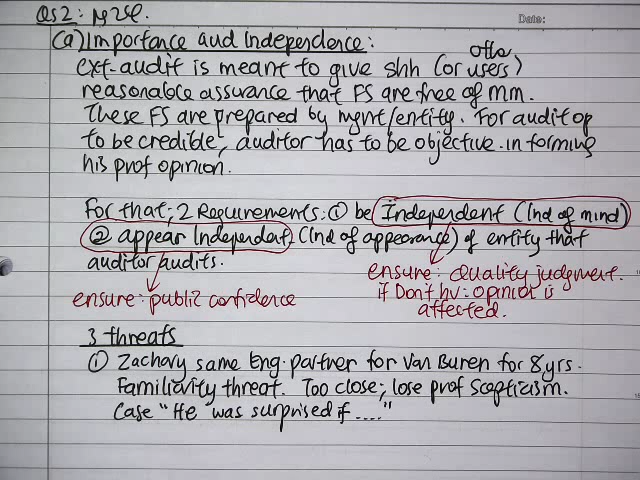 Qs2: pg 254.
Date:
(a) Importance and Independence:
ext-audit is meant to give shh (or other users)
reasonable assurance that FS are free of mm.
These FS are prepared by mgmt/entity. For audit op
to be credible, auditor has to be objective in forming
his prof opinion.
For that, 2 Requirements: ① be Independent (Ind of mind)
② appear Independent (Ind of appearance) of entity that
auditor audits.
ensure: quality judgment.
if Don't hv: opinion is
affected.
ensure: public confidence
3 threats
① Zachary same Eng. partner for Van Buren for 8 yrs.
Familiarity threat. Too close; lose prof Scepticism.
Case "He was surprised if ...."